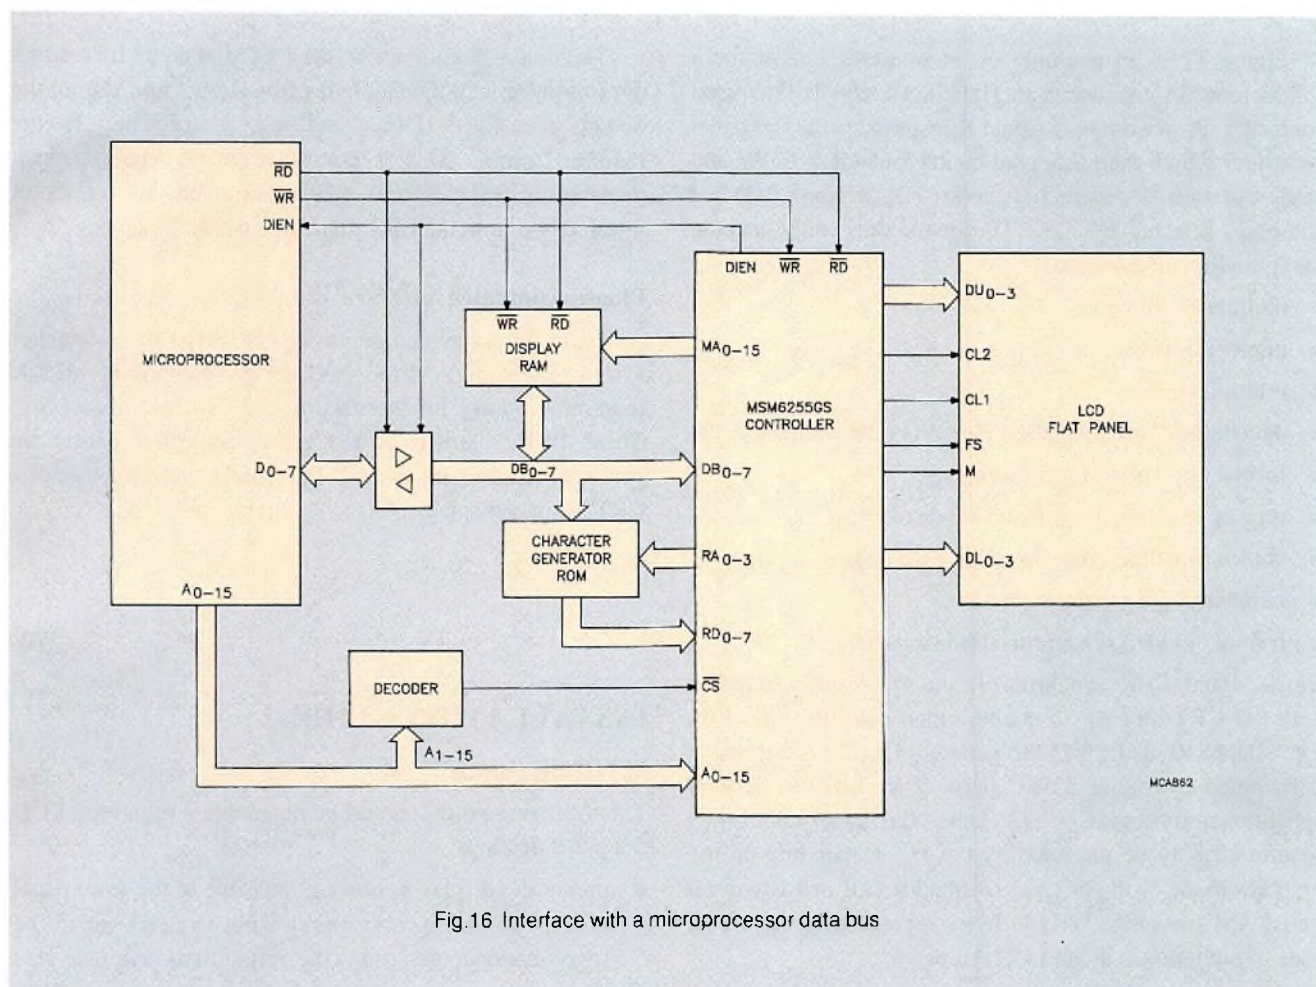 RD
WR
DIEN
MICROPROCESSOR
D0-7
A0-15
WR RD
DISPLAY
RAM
DB0-7
CHARACTER
GENERATOR
ROM
DECODER
A1-15
DIEN WR RD
MA0-15
MSM6255GS
CONTROLLER
DB0-7
RA0-3
RD0-7
CS
A0-15
DU0-3
CL2
CL1
FS
M
DL0-3
LCD
FLAT PANEL
MCA862
Fig.16 Interface with a microprocessor data bus